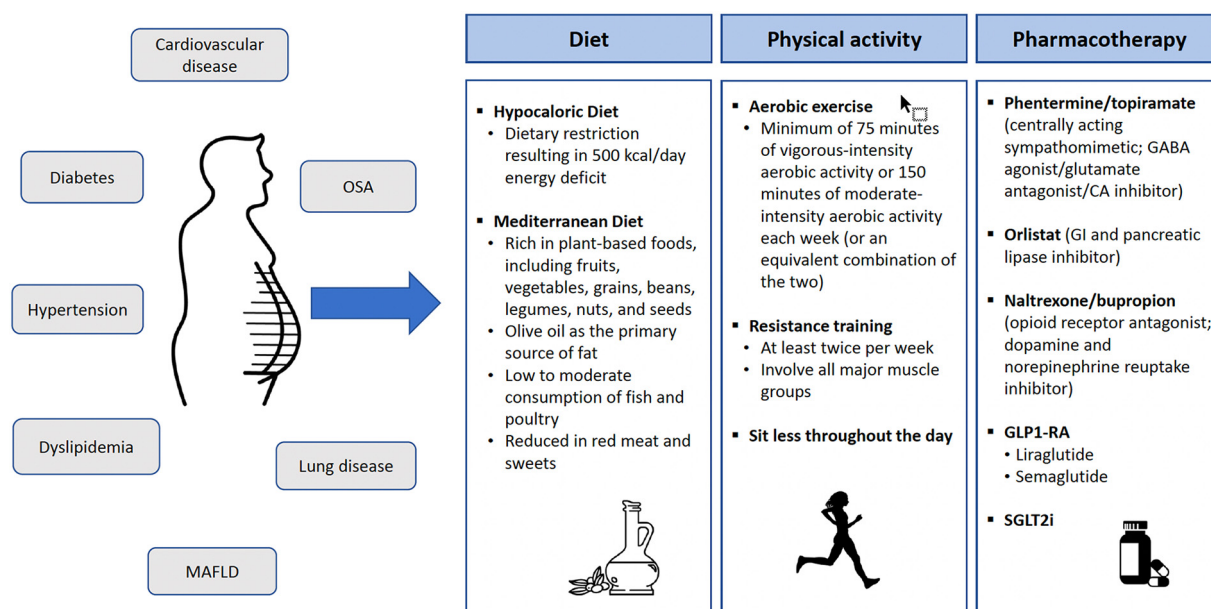 Cardiovascular
disease
Diabetes
OSA
Hypertension
Dyslipidemia
Lung disease
MAFLD
Diet
▪ Hypocaloric Diet
• Dietary restriction
resulting in 500 kcal/day
energy deficit
▪ Mediterranean Diet
• Rich in plant-based foods,
including fruits,
vegetables, grains, beans,
legumes, nuts, and seeds
• Olive oil as the primary
source of fat
• Low to moderate
consumption of fish and
poultry
• Reduced in red meat and
sweets
Physical activity
▪ Aerobic exercise
• Minimum of 75 minutes
of vigorous-intensity
aerobic activity or 150
minutes of moderate-
intensity aerobic activity
each week (or an
equivalent combination of
the two)
▪ Resistance training
• At least twice per week
• Involve all major muscle
groups
▪ Sit less throughout the day
Pharmacotherapy
▪ Phentermine/topiramate
(centrally acting
sympathomimetic; GABA
agonist/glutamate
antagonist/CA inhibitor)
▪ Orlistat (GI and pancreatic
lipase inhibitor)
▪ Naltrexone/bupropion
(opioid receptor antagonist;
dopamine and
norepinephrine reuptake
inhibitor)
▪ GLP1-RA
• Liraglutide
• Semaglutide
▪ SGLT2i